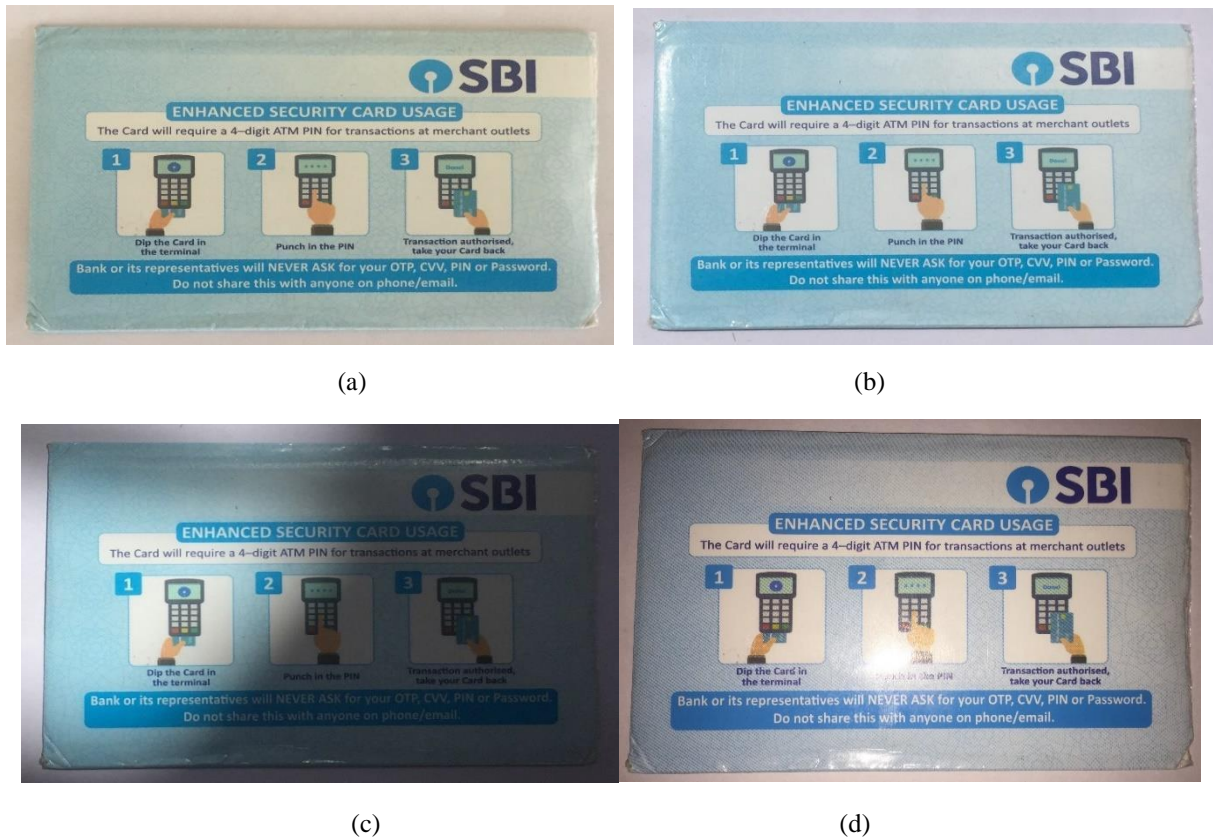 SBI
ENHANCED SECURITY CARD USAGE
The Card will require a 4–digit ATM PIN for transactions at merchant outlets
1 2 3
Dip the Card in
the terminal
Punch in the PIN
Transaction authorised,
take your Card back
Bank or its representatives will NEVER ASK for your OTP, CVV, PIN or Password.
Do not share this with anyone on phone/email.
(a)
SBI
ENHANCED SECURITY CARD USAGE
The Card will require a 4–digit ATM PIN for transactions at merchant outlets
1 2 3
Dip the Card in
the terminal
Punch in the PIN
Transaction authorised,
take your Card back
Bank or its representatives will NEVER ASK for your OTP, CVV, PIN or Password.
Do not share this with anyone on phone/email.
(b)
SBI
ENHANCED SECURITY CARD USAGE
The Card will require a 4–digit ATM PIN for transactions at merchant outlets
1 2 3
Dip the Card in
the terminal
Punch in the PIN
Transaction authorised,
take your Card back
Bank or its representatives will NEVER ASK for your OTP, CVV, PIN or Password.
Do not share this with anyone on phone/email.
(c)
SBI
ENHANCED SECURITY CARD USAGE
The Card will require a 4–digit ATM PIN for transactions at merchant outlets
1 2 3
Dip the Card in
the terminal
Punch in the PIN
Transaction authorised,
take your Card back
Bank or its representatives will NEVER ASK for your OTP, CVV, PIN or Password.
Do not share this with anyone on phone/email.
(d)